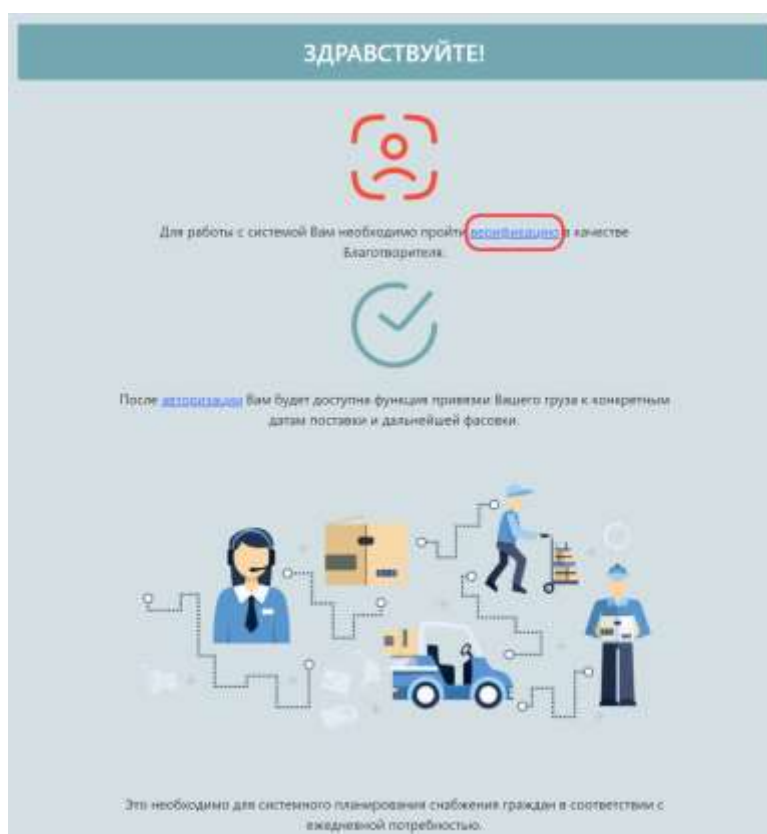 ЗДРАВСТВУЙТЕ!
Для работы с системой Вам необходимо пройти верификацию в качестве
Благотворителя.
После авторизации Вам будет доступна функция привязки Вашего груза к конкретным
датам поставки и дальнейшей фасовки.
Это необходимо для системного планирования снабжения граждан в соответствии с
ежедневной потребностью.